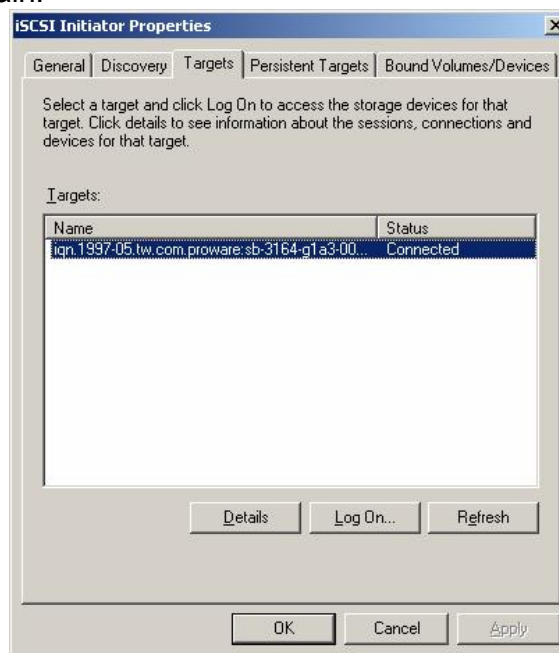 iSCSI Initiator Properties
General Discovery Targets Persistent Targets Bound Volumes/Devices
Select a target and click Log On to access the storage devices for that
target. Click details to see information about the sessions, connections and
devices for that target.
Targets:
Name Status
iqn.1997-05.tw.com.proware:sb-3164-g1a3-00... Connected
Details Log On... Refresh
OK Cancel Apply